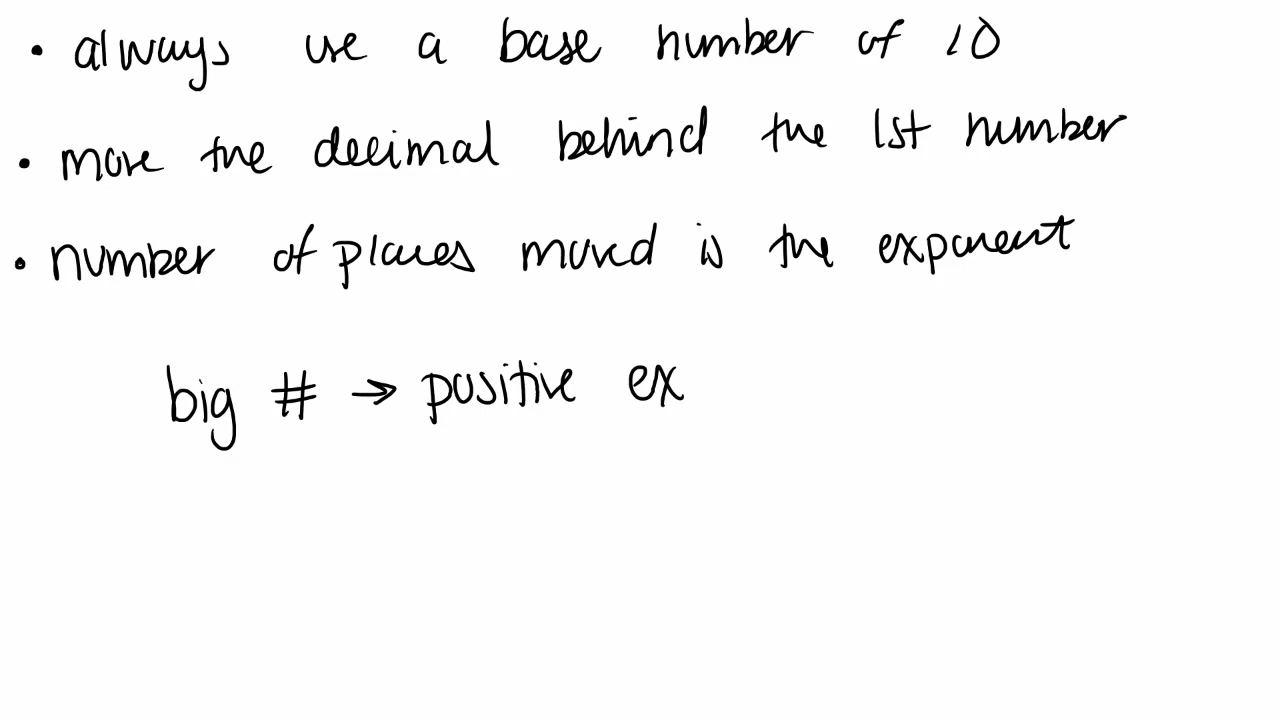 • always use a base number of 10
• move the decimal behind the 1st number
• number of places moved is the exponent
big # → positive ex